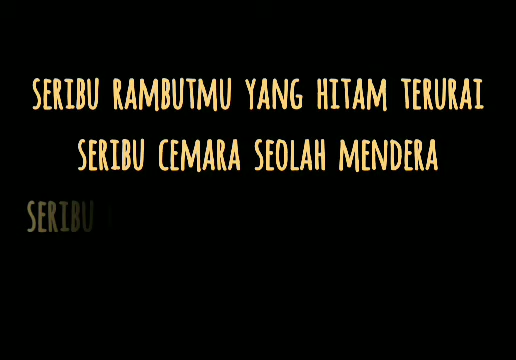 SERIBU RAMBUTMU YANG HITAM TERURAI
SERIBU CEMARA SEOLAH MENDERA
SERIBU